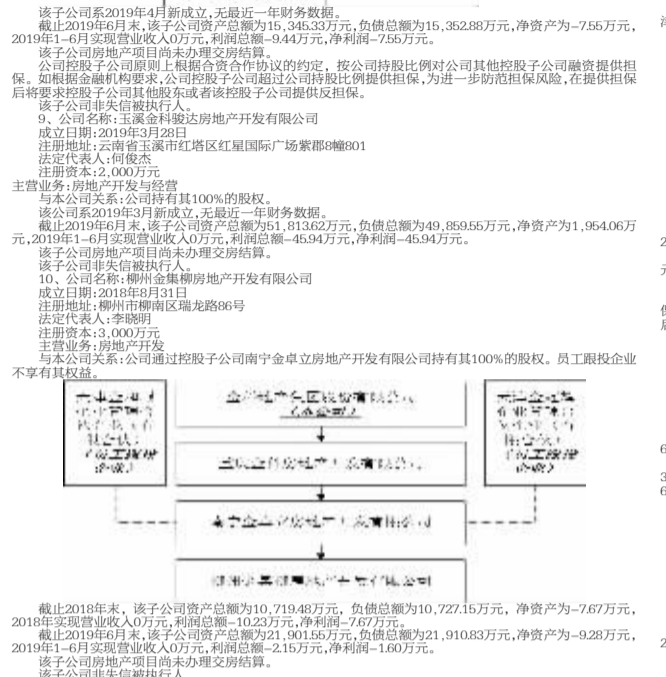 该子公司系2019年4月新成立,无最近一年财务数据。
截止2019年6月末,该子公司资产总额为15,345.33万元,负债总额为15,352.88万元,净资产为-7.55万元,
2019年1-6月实现营业收入0万元,利润总额-9.44万元,净利润-7.55万元。
该子公司房地产项目尚未办理交房结算。
公司控股子公司原则上根据合资合作协议的约定，按公司持股比例对公司其他控股子公司融资提供担
保。如根据金融机构要求,公司控股子公司超过公司持股比例提供担保,为进一步防范担保风险,在提供担保
后将要求控股子公司其他股东或者该控股子公司提供反担保。
该子公司非失信被执行人。
9、公司名称:玉溪金科骏达房地产开发有限公司
成立日期:2019年3月28日
注册地址:云南省玉溪市红塔区红星国际广场紫郡8幢801
法定代表人:何俊杰
注册资本:2,000万元
主营业务:房地产开发与经营
与本公司关系:公司持有其100%的股权。
该公司系2019年3月新成立,无最近一年财务数据。
截止2019年6月末,该子公司资产总额为51,813.62万元,负债总额为49,859.55万元,净资产为1,954.06万
元,2019年1-6月实现营业收入0万元,利润总额-45.94万元,净利润-45.94万元。
该子公司房地产项目尚未办理交房结算。
该子公司非失信被执行人。
10、公司名称:柳州金集柳房地产开发有限公司
成立日期:2018年8月31日
注册地址:柳州市柳南区瑞龙路86号
法定代表人:李晓明
注册资本:3,000万元
主营业务:房地产开发
与本公司关系:公司通过控股子公司南宁金卓立房地产开发有限公司持有其100%的股权。员工跟投企业
不享有其权益。
截止2018年末，该子公司资产总额为10,719.48万元，负债总额为10,727.15万元，净资产为-7.67万元,
2018年实现营业收入0万元,利润总额-10.23万元,净利润-7.67万元。
截止2019年6月末,该子公司资产总额为21,901.55万元,负债总额为21,910.83万元,净资产为-9.28万元,
2019年1-6月实现营业收入0万元,利润总额-2.15万元,净利润-1.60万元。
该子公司房地产项目尚未办理交房结算。
该子公司非失信被执行人